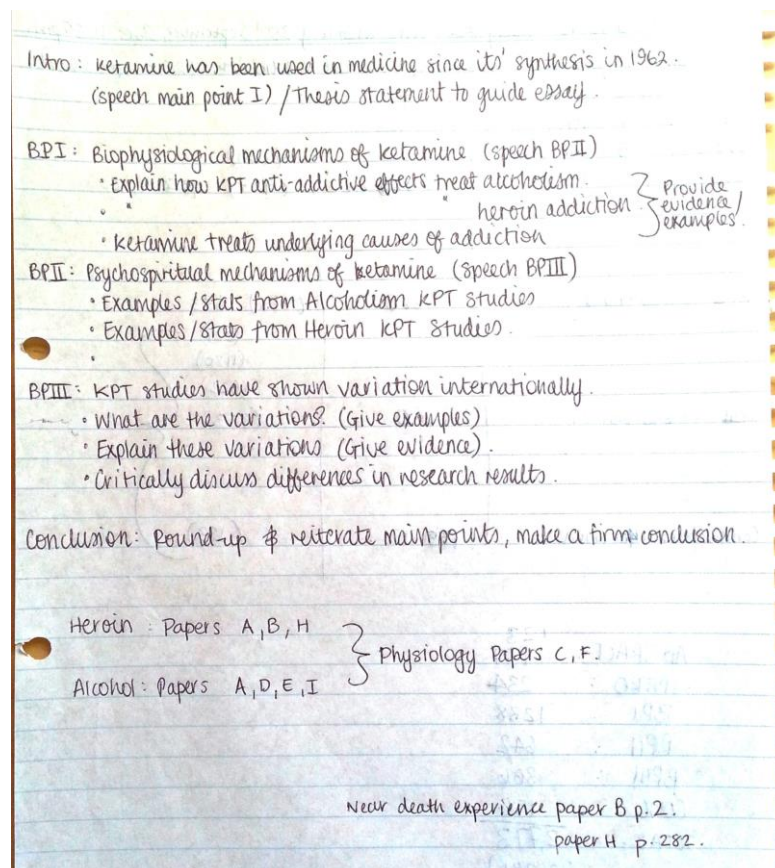 Intro: Ketamine has been used in medicine since its' synthesis in 1962.
(speech main point I) / Thesis statement to guide essay.
BPI: Biophysiological mechanisms of ketamine (speech BPII)
• Explain how KPT anti-addictive effects treat alcoholism.
• " " heroin addiction.
• Ketamine treats underlying causes of addiction
Provide
evidence/
examples.
BPII: Psychospiritual mechanisms of ketamine (speech BPIII)
• Examples/stats from Alcoholism KPT studies
• Examples/stats from Heroin KPT studies.
•
BPIII: KPT studies have shown variation internationally.
• What are the variations? (Give examples)
• Explain these variations (Give evidence).
• Critically discuss differences in research results.
Conclusion: Round-up & reiterate main points, make a firm conclusion.
Heroin: Papers A, B, H
Physiology Papers C, F.
Alcohol: Papers A, D, E, I
Near death experience paper B p.2.
paper H p.282.